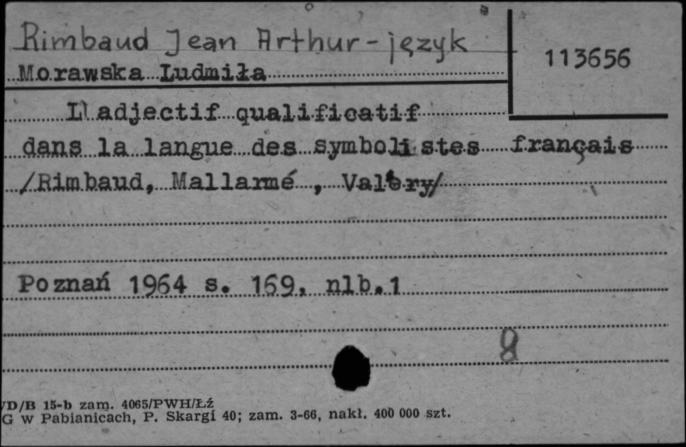 Rimbaud Jean Arthur - język
113656
Morawska Ludmiła
L'adjectif qualificatif
dans la langue des symbolistes français
/Rimbaud, Mallarmé , Valéry/
Poznań 1964 s. 169, nlb.1
8
/D/B 15-b zam. 4065/PWH/Łź
G w Pabianicach, P. Skargi 40; zam. 3-66, nakł. 400 000 szt.